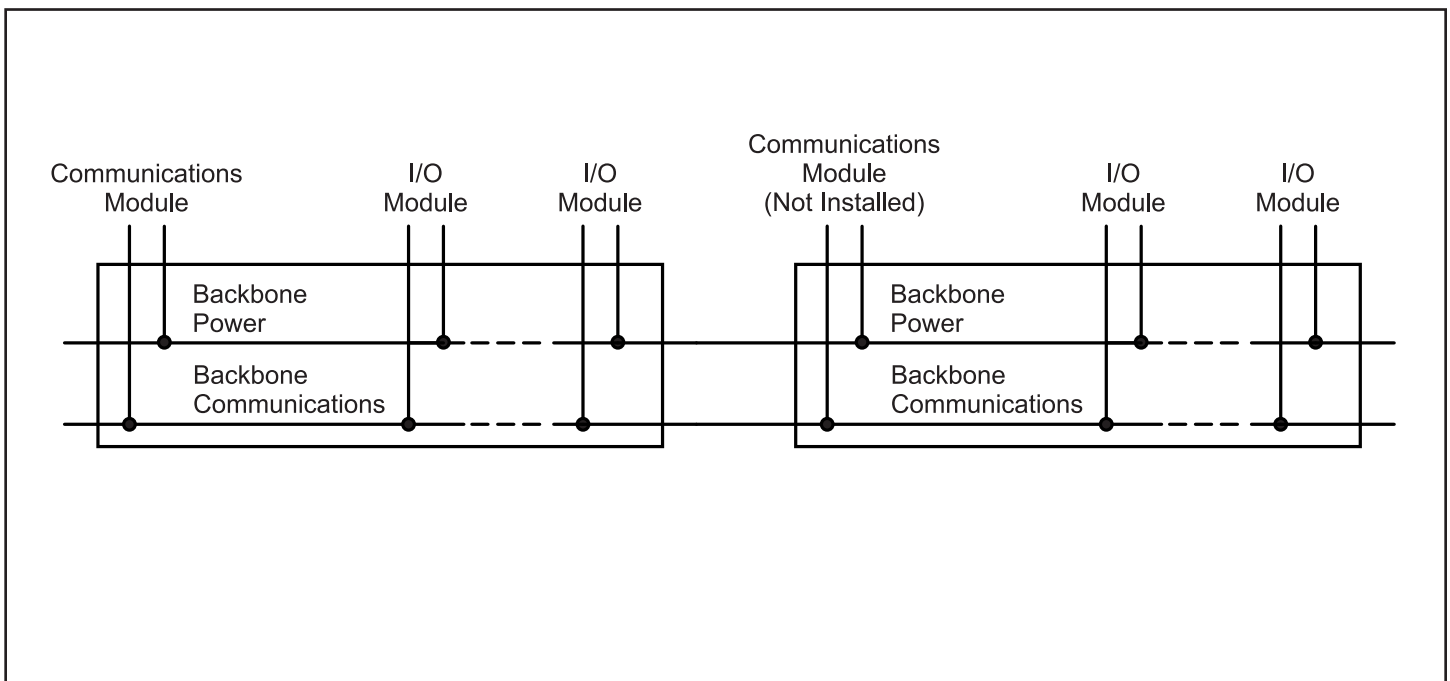 Communications
Module
I/O
Module
I/O
Module
Communications
Module
(Not Installed)
I/O
Module
I/O
Module
Backbone
Power
Backbone
Communications
Backbone
Power
Backbone
Communications